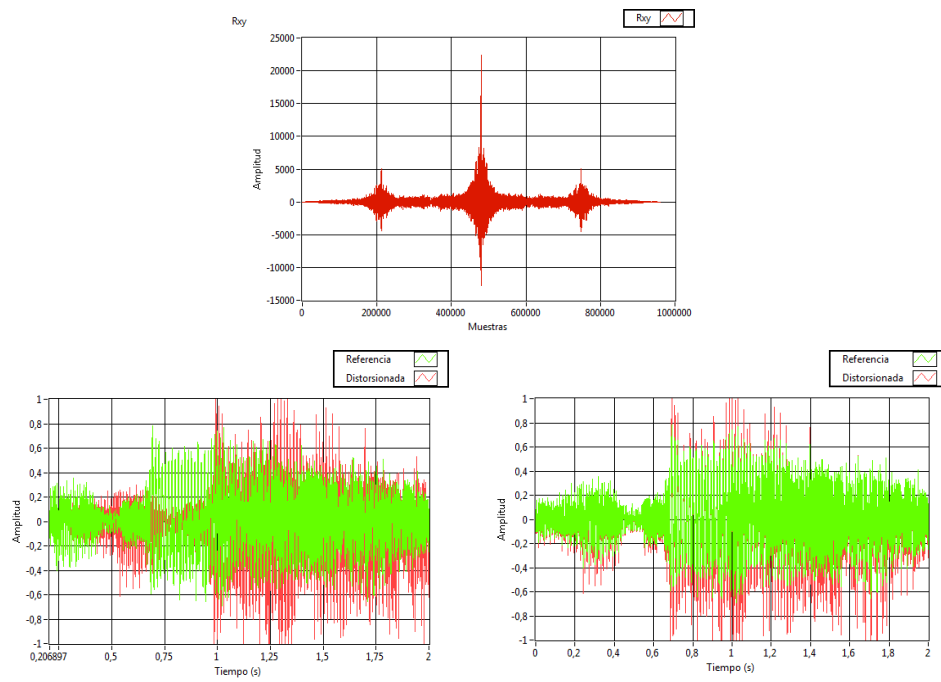 Rxy
Rxy
25000
20000
15000
10000
5000
0
-5000
-10000
-15000
Amplitud
0 200000 400000 600000 800000 1000000
Muestras
Referencia
Distorsionada
1
0,8
0,6
0,4
0,2
0
-0,2
-0,4
-0,6
-0,8
-1
Amplitud
0,206897 0,5 0,75 1 1,25 1,5 1,75 2
Tiempo (s)
Referencia
Distorsionada
1
0,8
0,6
0,4
0,2
0
-0,2
-0,4
-0,6
-0,8
-1
Amplitud
0 0,2 0,4 0,6 0,8 1 1,2 1,4 1,6 1,8 2
Tiempo (s)